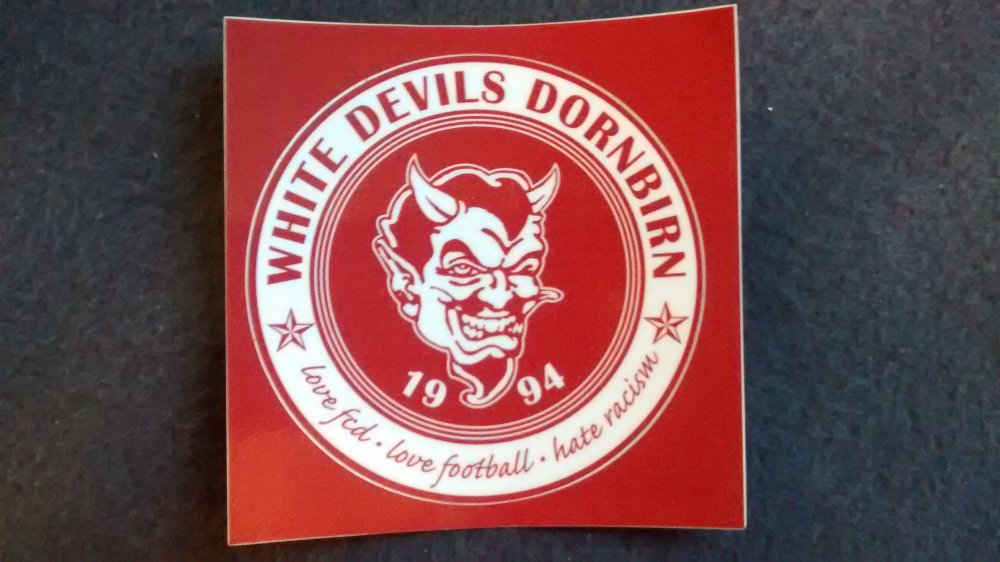 WHITE DEVILS DORNBIRN
19 94
love fcd · love football · hate racism